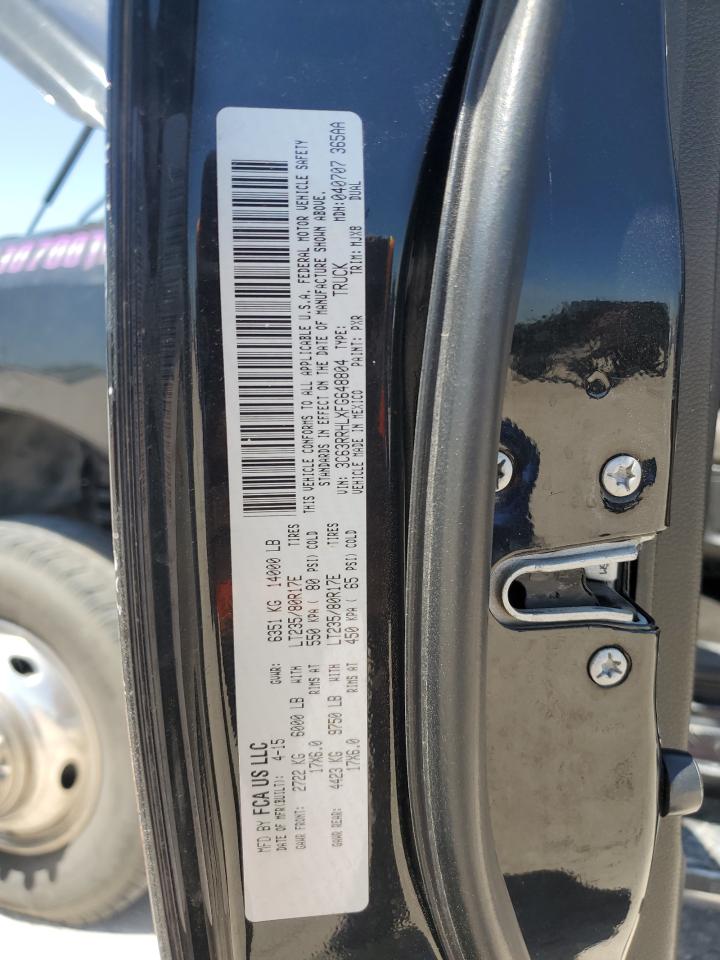 MFD BY FCA US LLC
DATE OF MFR(BUILT): 4-15 GVWR: 6351 KG 14000 LB
GAWR FRONT: 2722 KG 6000 LB WITH LT235/80R17E TIRES
17X6.0 RIMS AT 550 KPA ( 80 PSI) COLD
GAWR REAR: 4423 KG 9750 LB WITH LT235/80R17E TIRES
17X6.0 RIMS AT 450 KPA ( 65 PSI) COLD
THIS VEHICLE CONFORMS TO ALL APPLICABLE U.S.A. FEDERAL MOTOR VEHICLE SAFETY
STANDARDS IN EFFECT ON THE DATE OF MANUFACTURE SHOWN ABOVE.
VIN: 3C63RRHLXFG648804 TYPE: TRUCK MDH:040707 365AA
VEHICLE MADE IN MEXICO PAINT: PXR TRIM: MJX8 DUAL